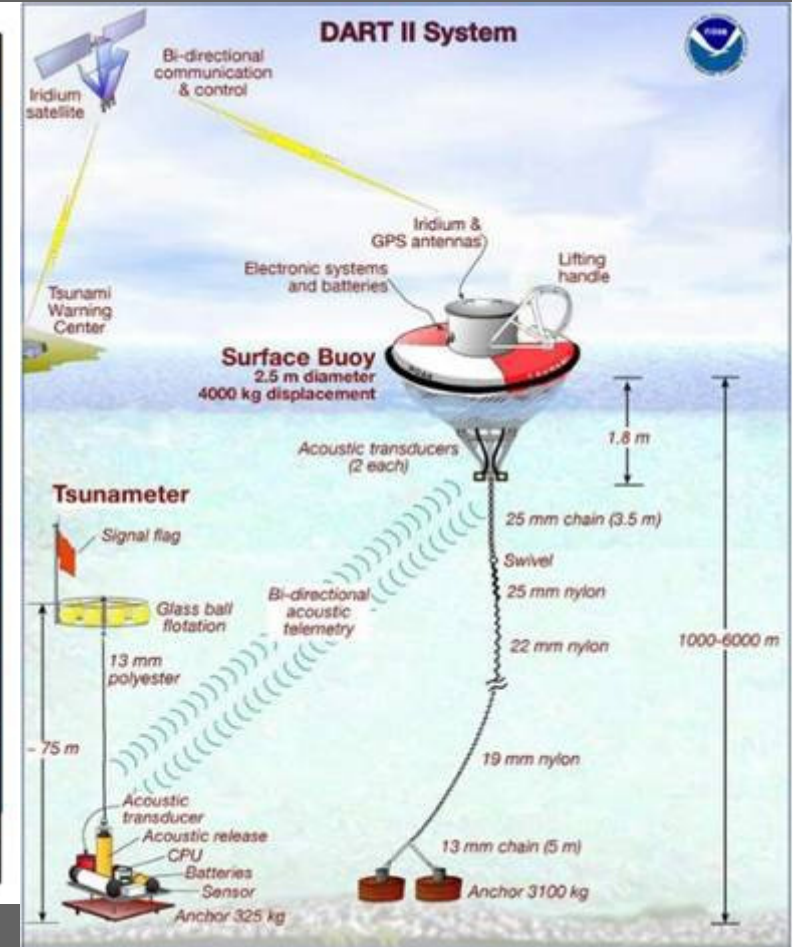 DART II System
Bi-directional
communication
& control
Iridium
satellite
Iridium &
GPS antennas
Lifting
handle
Electronic systems
and batteries
Tsunami
Warning
Center
Surface Buoy
2.5 m diameter
4000 kg displacement
1.8 m
Acoustic transducers
(2 each)
Tsunameter
Signal flag
25 mm chain (3.5 m)
Swivel
25 mm nylon
Glass ball
flotation
Bi-directional
acoustic
telemetry
22 mm nylon
1000-6000 m
13 mm
polyester
~ 75 m
19 mm nylon
Acoustic
transducer
Acoustic release
CPU
Batteries
Sensor
Anchor 325 kg
13 mm chain (5 m)
Anchor 3100 kg